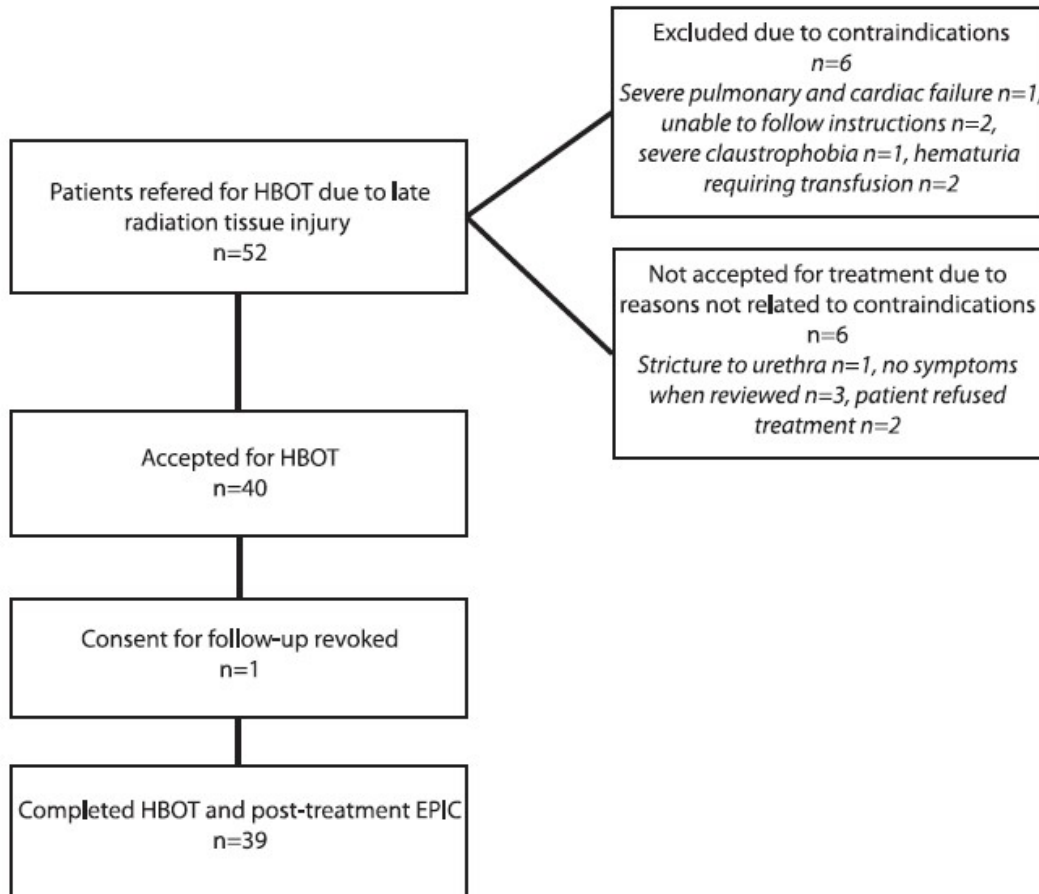 Excluded due to contraindications
n=6
Severe pulmonary and cardiac failure n=1,
unable to follow instructions n=2,
severe claustrophobia n=1, hematuria
requiring transfusion n=2
Patients refered for HBOT due to late
radiation tissue injury
n=52
Not accepted for treatment due to
reasons not related to contraindications
n=6
Stricture to urethra n=1, no symptoms
when reviewed n=3, patient refused
treatment n=2
Accepted for HBOT
n=40
Consent for follow-up revoked
n=1
Completed HBOT and post-treatment EPIC
n=39